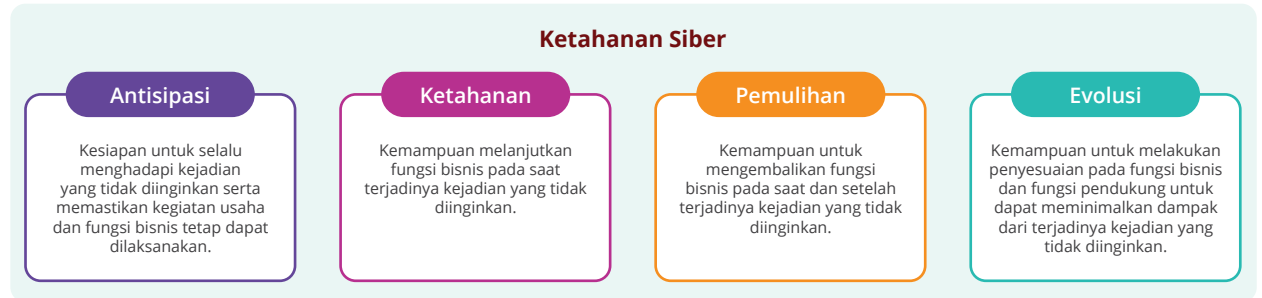 Ketahanan Siber
Antisipasi
Kesiapan untuk selalu
menghadapi kejadian
yang tidak diinginkan serta
memastikan kegiatan usaha
dan fungsi bisnis tetap dapat
dilaksanakan.
Ketahanan
Kemampuan melanjutkan
fungsi bisnis pada saat
terjadinya kejadian yang tidak
diinginkan.
Pemulihan
Kemampuan untuk
mengembalikan fungsi
bisnis pada saat dan setelah
terjadinya kejadian yang tidak
diinginkan.
Evolusi
Kemampuan untuk melakukan
penyesuaian pada fungsi bisnis
dan fungsi pendukung untuk
dapat meminimalkan dampak
dari terjadinya kejadian yang
tidak diinginkan.